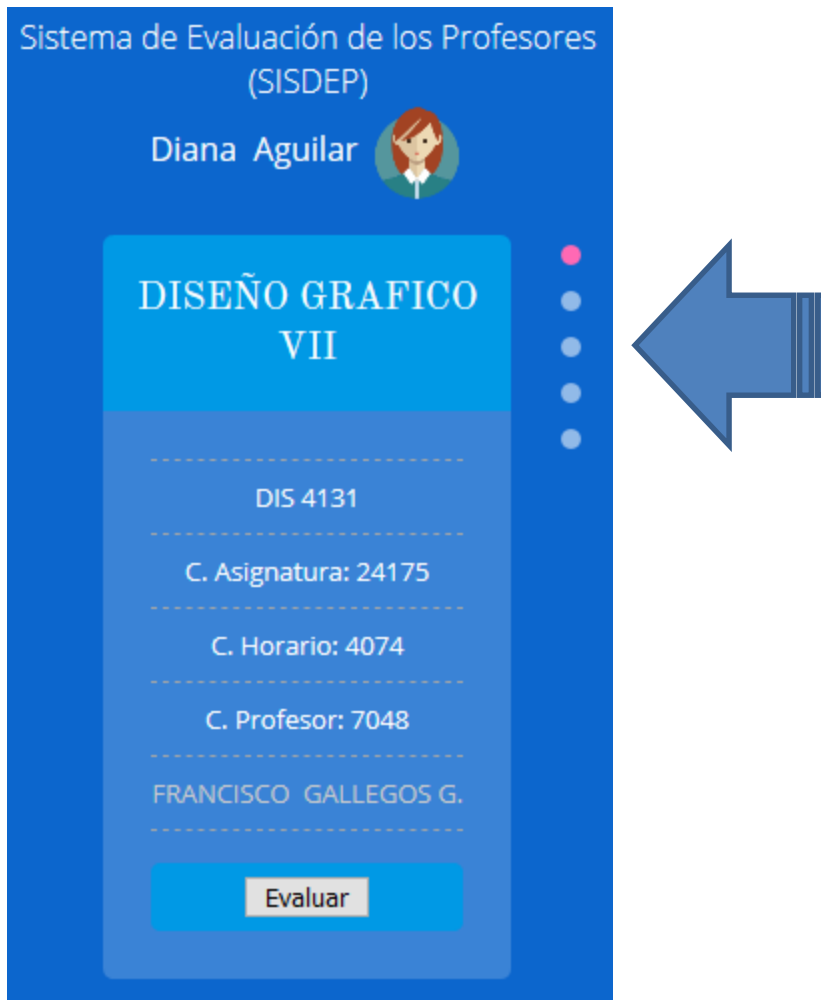 Sistema de Evaluación de los Profesores
(SISDEP)
Diana Aguilar
DISEÑO GRAFICO
VII
DIS 4131
C. Asignatura: 24175
C. Horario: 4074
C. Profesor: 7048
FRANCISCO GALLEGOS G.
Evaluar